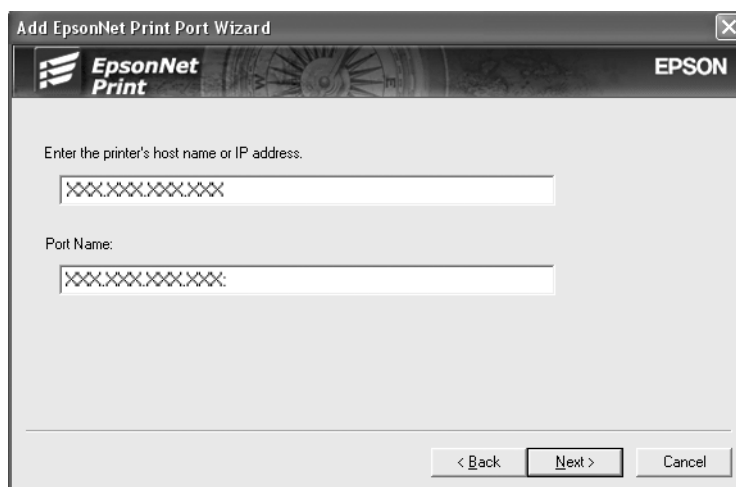 Add EpsonNet Print Port Wizard
EpsonNet
Print
EPSON
Enter the printer's host name or IP address.
XXX.XXX.XXX.XXX
Port Name:
XXX.XXX.XXX.XXX:
< Back
Next >
Cancel